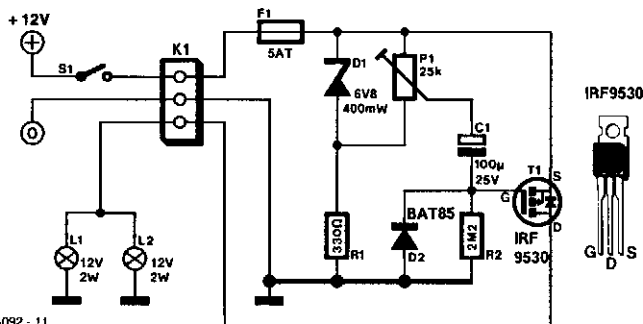 + 12V
S1
0
K1
F1
5AT
D1
6V8
400mW
P1
25k
C1
100µ
25V
T1
S
G
D
IRF
9530
BAT85
D2
330Ω
R1
2M2
R2
L1
12V
2W
L2
12V
2W
IRF9530
G
D
S
092 - 11